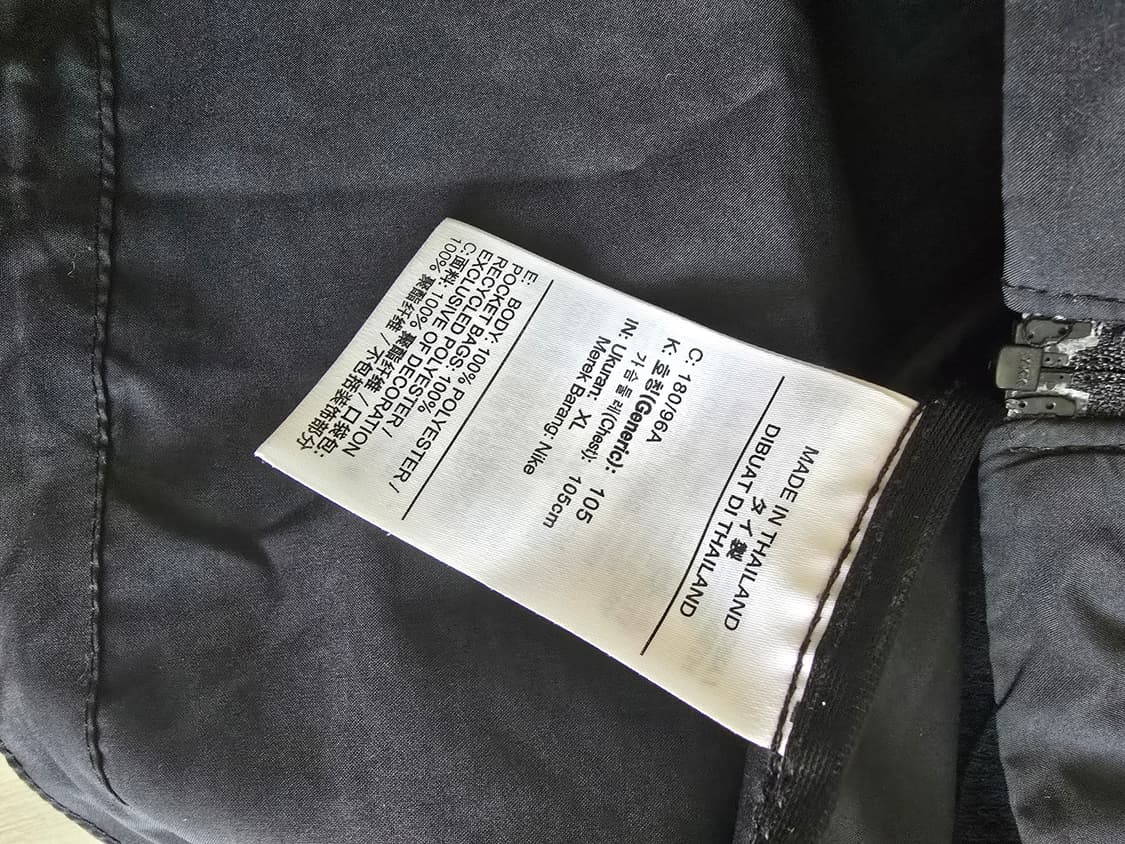 MADE IN THAILAND
タイ製
DIBUAT DI THAILAND
C: 180/96A
K: 호칭(Generic): 105
가슴둘레(Chest): 105cm
IN: Ukuran: XL
Merek Barang: Nike
E: BODY: 100% POLYESTER /
POCKET BAGS: 100%
RECYCLED POLYESTER /
EXCLUSIVE OF DECORATION
C: 面料: 100% 聚酯纤维 / 口袋包:
100% 聚酯纤维 / 不包括装饰部分
YKK